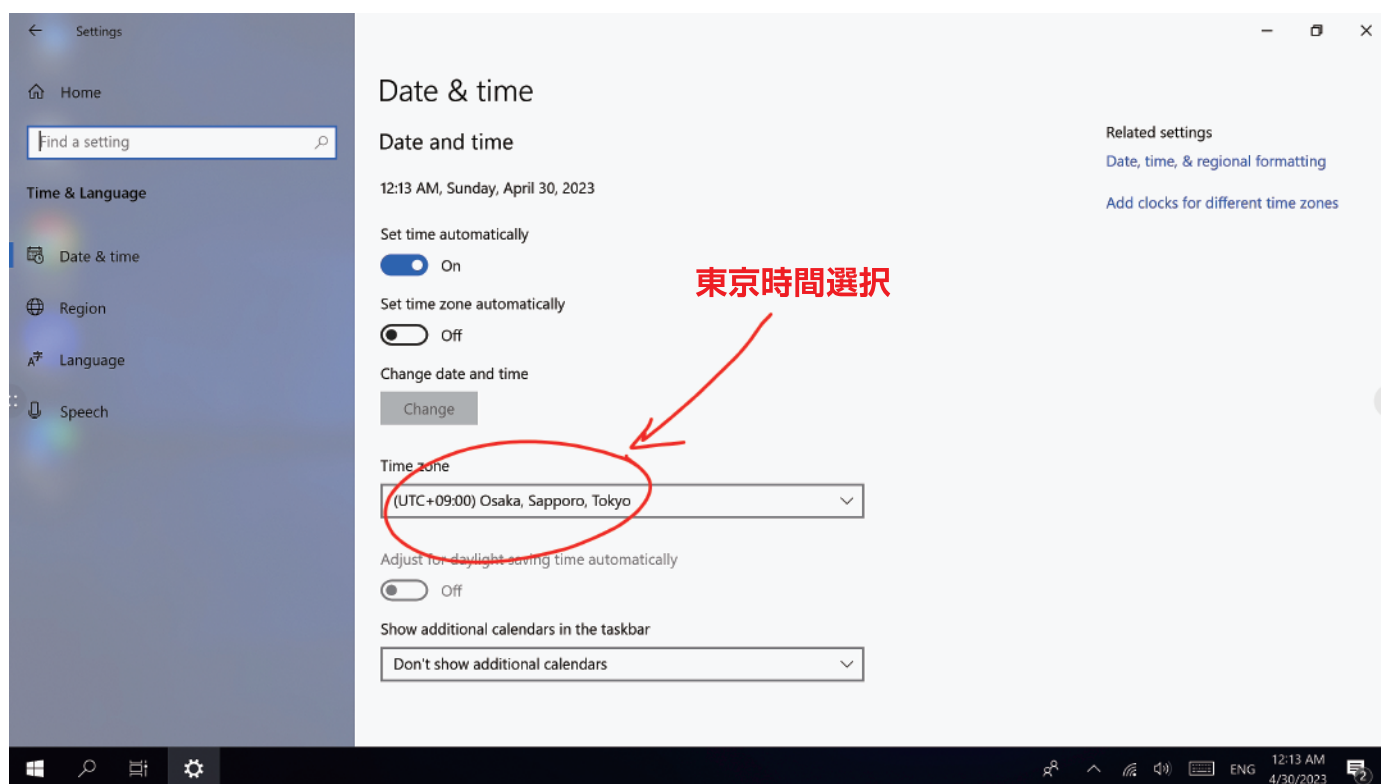 Settings
Home
Find a setting
Time & Language
Date & time
Region
Language
Speech
Date & time
Date and time
12:13 AM, Sunday, April 30, 2023
Set time automatically
On
Set time zone automatically
Off
Change date and time
Change
Time zone
(UTC+09:00) Osaka, Sapporo, Tokyo
Adjust for daylight saving time automatically
Off
Show additional calendars in the taskbar
Don't show additional calendars
東京時間選択
Related settings
Date, time, & regional formatting
Add clocks for different time zones
ENG
12:13 AM
4/30/2023
2